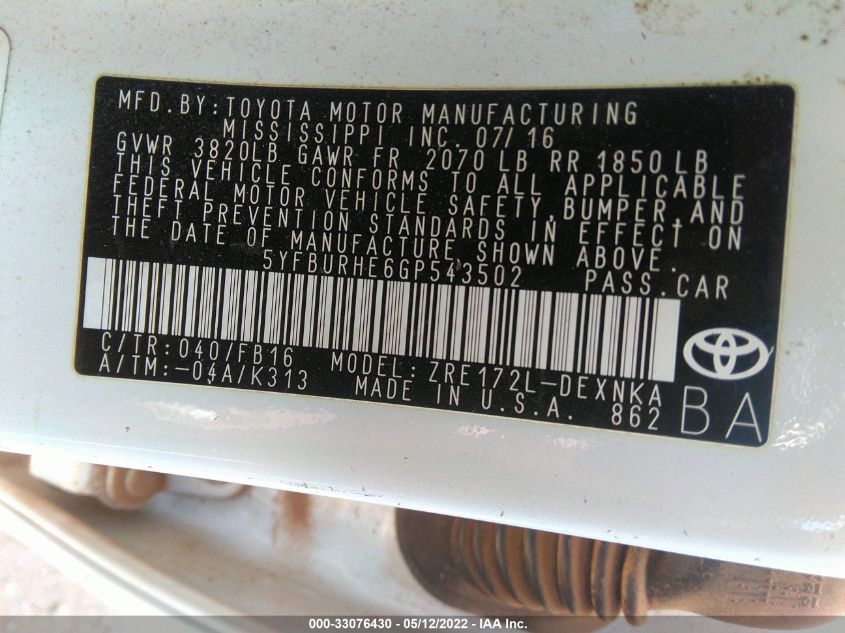 MFD.BY:TOYOTA MOTOR MANUFACTURING
MISSISSIPPI INC. 07/16
GVWR 3820LB GAWR FR 2070 LB RR 1850 LB
THIS VEHICLE CONFORMS TO ALL APPLICABLE
FEDERAL MOTOR VEHICLE SAFETY,BUMPER,AND
THEFT PREVENTION STANDARDS IN EFFECT ON
THE DATE OF MANUFACTURE SHOWN ABOVE.
5YFBURHE6GP543502 PASS.CAR
C/TR:040/FB16 MODEL:ZRE172L-DEXNKA
A/TM:-04A/K313 MADE IN U.S.A. 862
BA
000-33076430 - 05/12/2022 - IAA Inc.